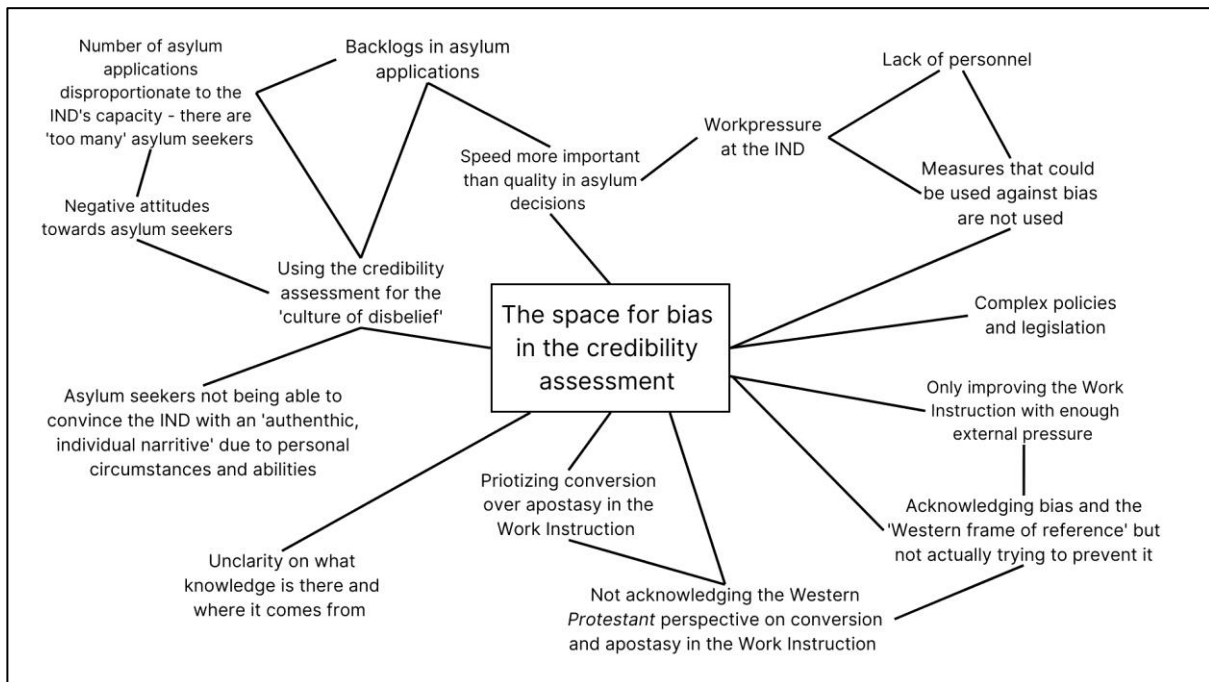 Number of asylum
applications
disproportionate to the
IND's capacity - there are
'too many' asylum seekers
Backlogs in asylum
applications
Lack of personnel
Workpressure
at the IND
Speed more important
than quality in asylum
decisions
Measures that could
be used against bias
are not used
Negative attitudes
towards asylum seekers
Using the credibility
assessment for the
'culture of disbelief'
The space for bias
in the credibility
assessment
Complex policies
and legislation
Asylum seekers not being able to
convince the IND with an 'authenthic,
individual narritive' due to personal
circumstances and abilities
Only improving the Work
Instruction with enough
external pressure
Priotizing conversion
over apostasy in the
Work Instruction
Acknowledging bias and the
'Western frame of reference' but
not actually trying to prevent it
Unclarity on what
knowledge is there and
where it comes from
Not acknowledging the Western
Protestant perspective on conversion
and apostasy in the Work Instruction